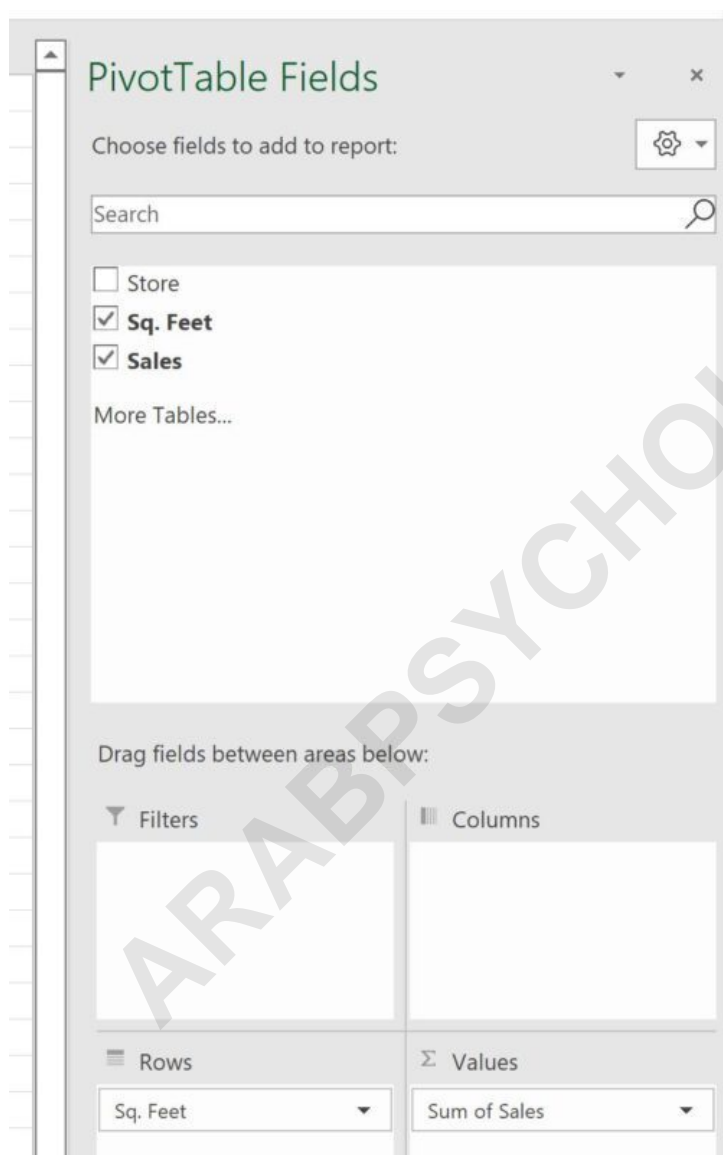 PivotTable Fields
Choose fields to add to report:
Search
Store
Sq. Feet
Sales
More Tables...
Drag fields between areas below:
Filters
Columns
Rows
Σ Values
Sq. Feet
Sum of Sales